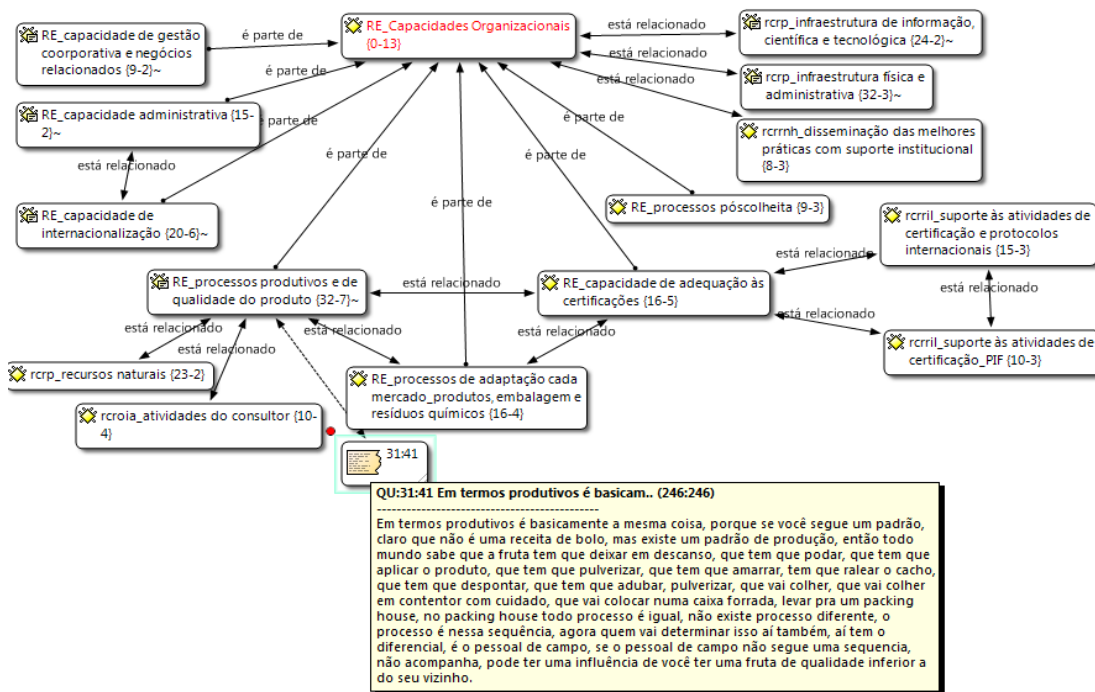 RE_capacidade de gestão
coorporativa e negócios
relacionados {9-2}~
é parte de
RE_Capacidades Organizacionais
{0-13}
está relacionado
rcrp_infraestrutura de informação,
científica e tecnológica {24-2}~
está relacionado
rcrp_infraestrutura física e
administrativa {32-3}~
está relacionado
rcrrnh_disseminação das melhores
práticas com suporte institucional
{8-3}
é parte de
RE_capacidade administrativa {15-
2}~
é parte de
está relacionado
RE_capacidade de
internacionalização {20-6}~
é parte de
é parte de
é parte de
é parte de
RE_processos póscolheita {9-3}
rcrril_suporte às atividades de
certificação e protocolos
internacionais {15-3}
está relacionado
está relacionado
RE_processos produtivos e de
qualidade do produto {32-7}~
está relacionado
RE_capacidade de adequação às
certificações {16-5}
está relacionado
rcrril_suporte às atividades de
certificação_PIF {10-3}
está relacionado
está relacionado
está relacionado
está relacionado
rcrp_recursos naturais {23-2}
RE_processos de adaptação cada
mercado_produtos, embalagem e
resíduos químicos {16-4}
rcroia_atividades do consultor {10-
4}
31:41
QU:31:41 Em termos produtivos é basicam.. (246:246)
----------------------------------------------
Em termos produtivos é basicamente a mesma coisa, porque se você segue um padrão,
claro que não é uma receita de bolo, mas existe um padrão de produção, então todo
mundo sabe que a fruta tem que deixar em descanso, que tem que podar, que tem que
aplicar o produto, que tem que pulverizar, que tem que amarrar, tem que ralear o cacho,
que tem que despontar, que tem que adubar, pulverizar, que vai colher, que vai colher
em contentor com cuidado, que vai colocar numa caixa forrada, levar pra um packing
house, no packing house todo processo é igual, não existe processo diferente, o
processo é nessa sequência, agora quem vai determinar isso aí também, aí tem o
diferencial, é o pessoal de campo, se o pessoal de campo não segue uma sequencia,
não acompanha, pode ter uma influência de você ter uma fruta de qualidade inferior a
do seu vizinho.